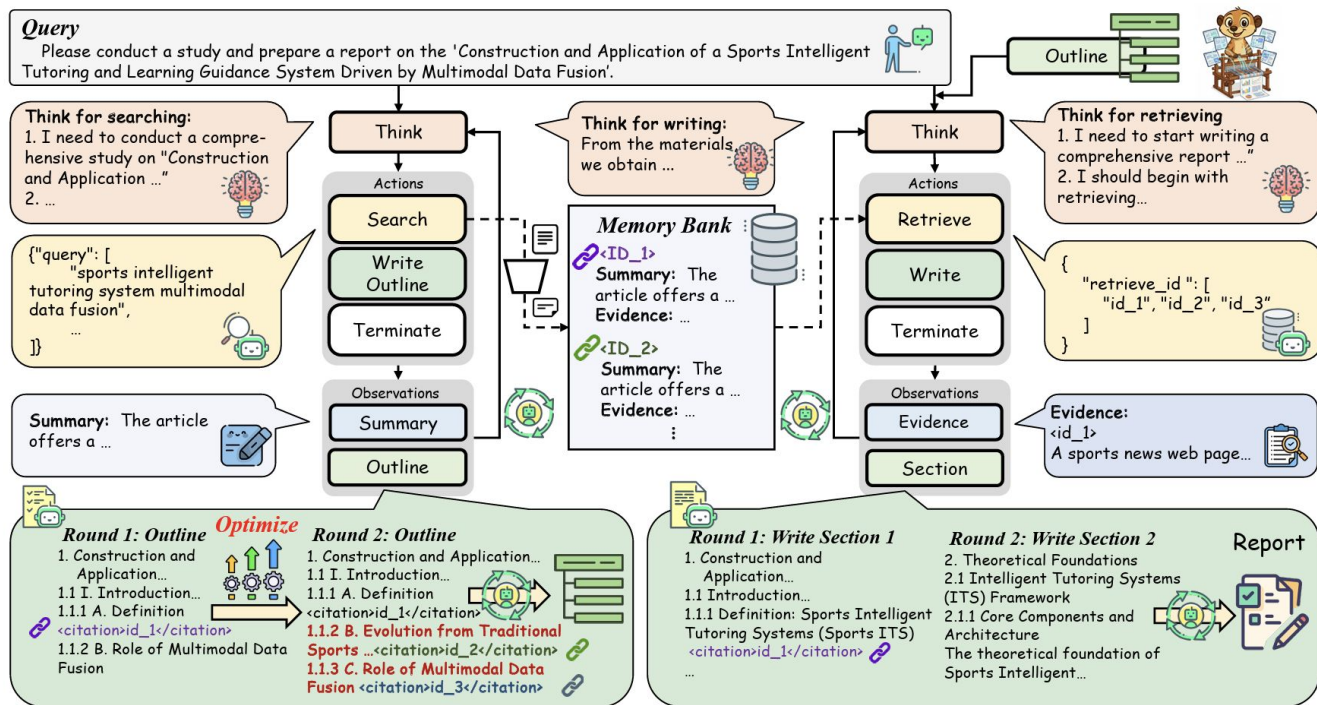 Query
Please conduct a study and prepare a report on the 'Construction and Application of a Sports Intelligent
Tutoring and Learning Guidance System Driven by Multimodal Data Fusion'.
Outline
Think for searching:
1. I need to conduct a compre-
hensive study on "Construction
and Application …"
2. …
Think
Actions
Search
Write
Outline
Terminate
Observations
Summary
Outline
{"query": [
"sports intelligent
tutoring system multimodal
data fusion",
…
]}
Summary: The article
offers a …
Think for writing:
From the materials,
we obtain …
Memory Bank
<ID_1>
Summary: The
article offers a …
Evidence: …
<ID_2>
Summary: The
article offers a …
Evidence: …
⋮
Think
Actions
Retrieve
Write
Terminate
Observations
Evidence
Section
Think for retrieving
1. I need to start writing a
comprehensive report …"
2. I should begin with
retrieving…
{
"retrieve_id ": [
"id_1", "id_2", "id_3"
]
}
Evidence:
<id_1>
A sports news web page…
Round 1: Outline
1. Construction and
Application…
1.1 I. Introduction…
1.1.1 A. Definition
<citation>id_1</citation>
1.1.2 B. Role of Multimodal Data
Fusion
Optimize
Round 2: Outline
1. Construction and Application…
1.1 I. Introduction…
1.1.1 A. Definition
<citation>id_1</citation>
1.1.2 B. Evolution from Traditional
Sports …<citation>id_2</citation>
1.1.3 C. Role of Multimodal Data
Fusion <citation>id_3</citation>
Round 1: Write Section 1
1. Construction and
Application…
1.1 Introduction…
1.1.1 Definition: Sports Intelligent
Tutoring Systems (Sports ITS)
<citation>id_1</citation>
…
Round 2: Write Section 2
2. Theoretical Foundations
2.1 Intelligent Tutoring Systems
(ITS) Framework
2.1.1 Core Components and
Architecture
The theoretical foundation of
Sports Intelligent…
Report